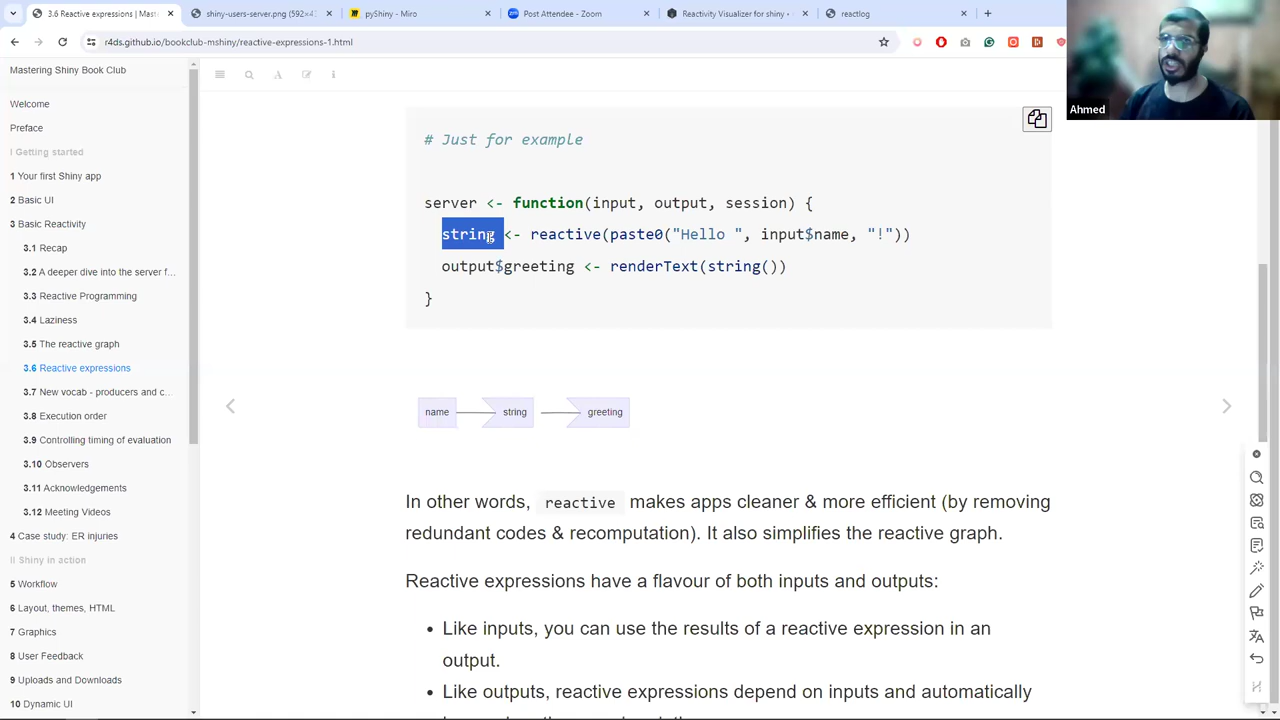 3.6 Reactive expressions | Mast
shiny-users-server.png (592×43
pyShiny - Miro
Post Attendee - Zoom
Reactivity Visualizer for shiny •
reactlog
r4ds.github.io/bookclub-mshiny/reactive-expressions-1.html
Ahmed
Mastering Shiny Book Club
Welcome
Preface
I Getting started
1 Your first Shiny app
2 Basic UI
3 Basic Reactivity
3.1 Recap
3.2 A deeper dive into the server f…
3.3 Reactive Programming
3.4 Laziness
3.5 The reactive graph
3.6 Reactive expressions
3.7 New vocab - producers and c…
3.8 Execution order
3.9 Controlling timing of evaluation
3.10 Observers
3.11 Acknowledgements
3.12 Meeting Videos
4 Case study: ER injuries
II Shiny in action
5 Workflow
6 Layout, themes, HTML
7 Graphics
8 User Feedback
9 Uploads and Downloads
10 Dynamic UI
# Just for example
server <- function(input, output, session) {
string <- reactive(paste0("Hello ", input$name, "!"))
output$greeting <- renderText(string())
}
name string greeting
In other words, reactive makes apps cleaner & more efficient (by removing
redundant codes & recomputation). It also simplifies the reactive graph.
Reactive expressions have a flavour of both inputs and outputs:
• Like inputs, you can use the results of a reactive expression in an
output.
• Like outputs, reactive expressions depend on inputs and automatically